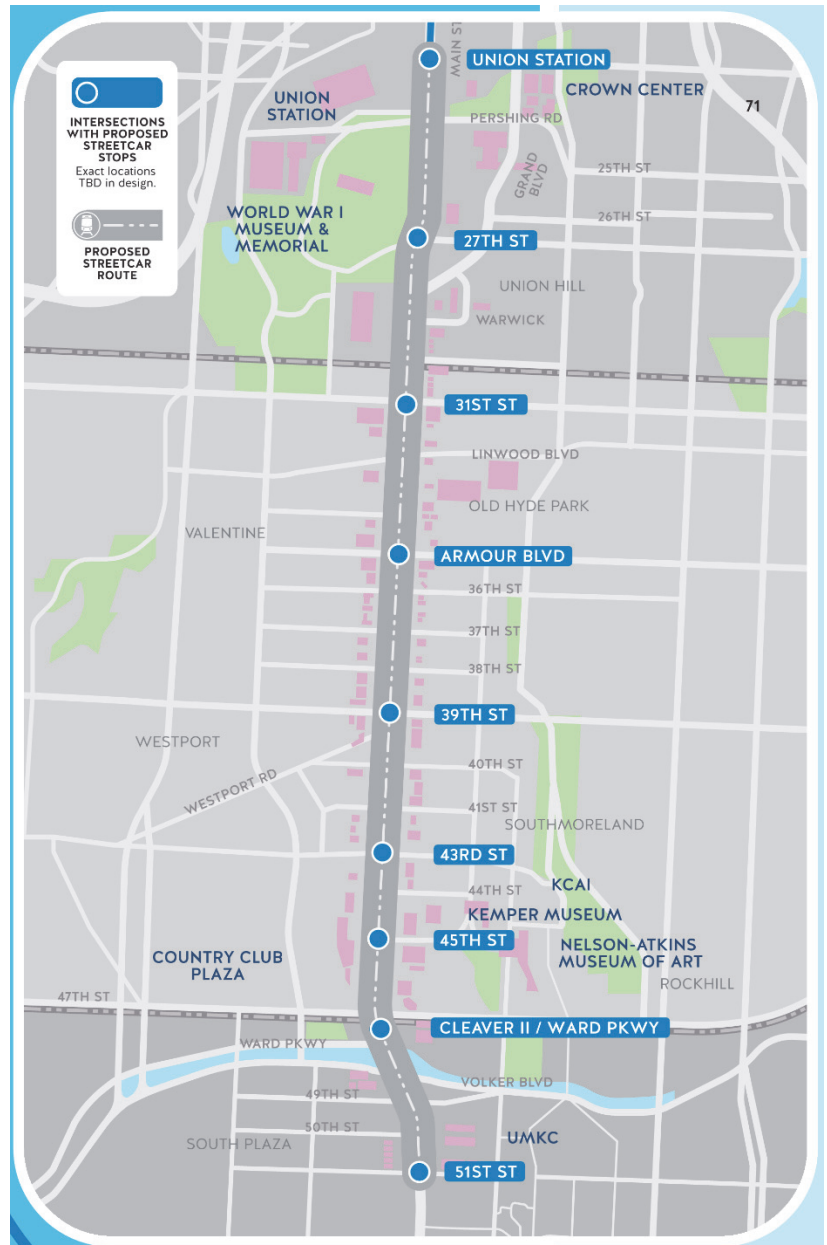 MAIN ST
UNION STATION
CROWN CENTER
71
INTERSECTIONS
WITH PROPOSED
STREETCAR
STOPS
Exact locations
TBD in design.
PROPOSED
STREETCAR
ROUTE
UNION
STATION
PERSHING RD
GRAND
BLVD
25TH ST
26TH ST
WORLD WAR I
MUSEUM &
MEMORIAL
27TH ST
UNION HILL
WARWICK
31ST ST
LINWOOD BLVD
OLD HYDE PARK
VALENTINE
ARMOUR BLVD
36TH ST
37TH ST
38TH ST
39TH ST
WESTPORT
WESTPORT RD
40TH ST
41ST ST
SOUTHMORELAND
43RD ST
KCAI
44TH ST
KEMPER MUSEUM
45TH ST
NELSON-ATKINS
MUSEUM OF ART
COUNTRY CLUB
PLAZA
ROCKHILL
47TH ST
CLEAVER II / WARD PKWY
WARD PKWY
VOLKER BLVD
49TH ST
50TH ST
SOUTH PLAZA
UMKC
51ST ST